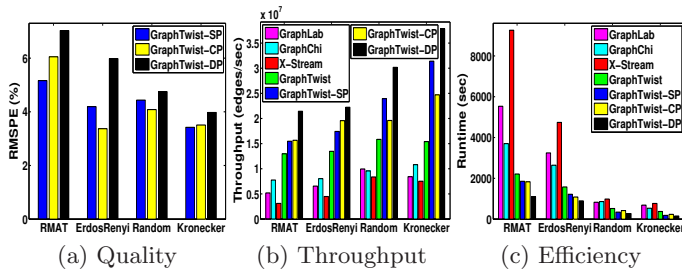 RMSPE (%)
6
4
2
0
GraphTwist-SP
GraphTwist-CP
GraphTwist-DP
RMAT ErdosRenyi Random Kronecker
(a) Quality
x 10^7
Throughput (edges/sec)
3.5
3
2.5
2
1.5
1
0.5
0
GraphLab
GraphChi
X-Stream
GraphTwist
GraphTwist-SP
GraphTwist-CP
GraphTwist-DP
RMAT ErdosRenyi Random Kronecker
(b) Throughput
Runtime (sec)
8000
6000
4000
2000
0
GraphLab
GraphChi
X-Stream
GraphTwist
GraphTwist-SP
GraphTwist-CP
GraphTwist-DP
RMAT ErdosRenyi Random Kronecker
(c) Efficiency